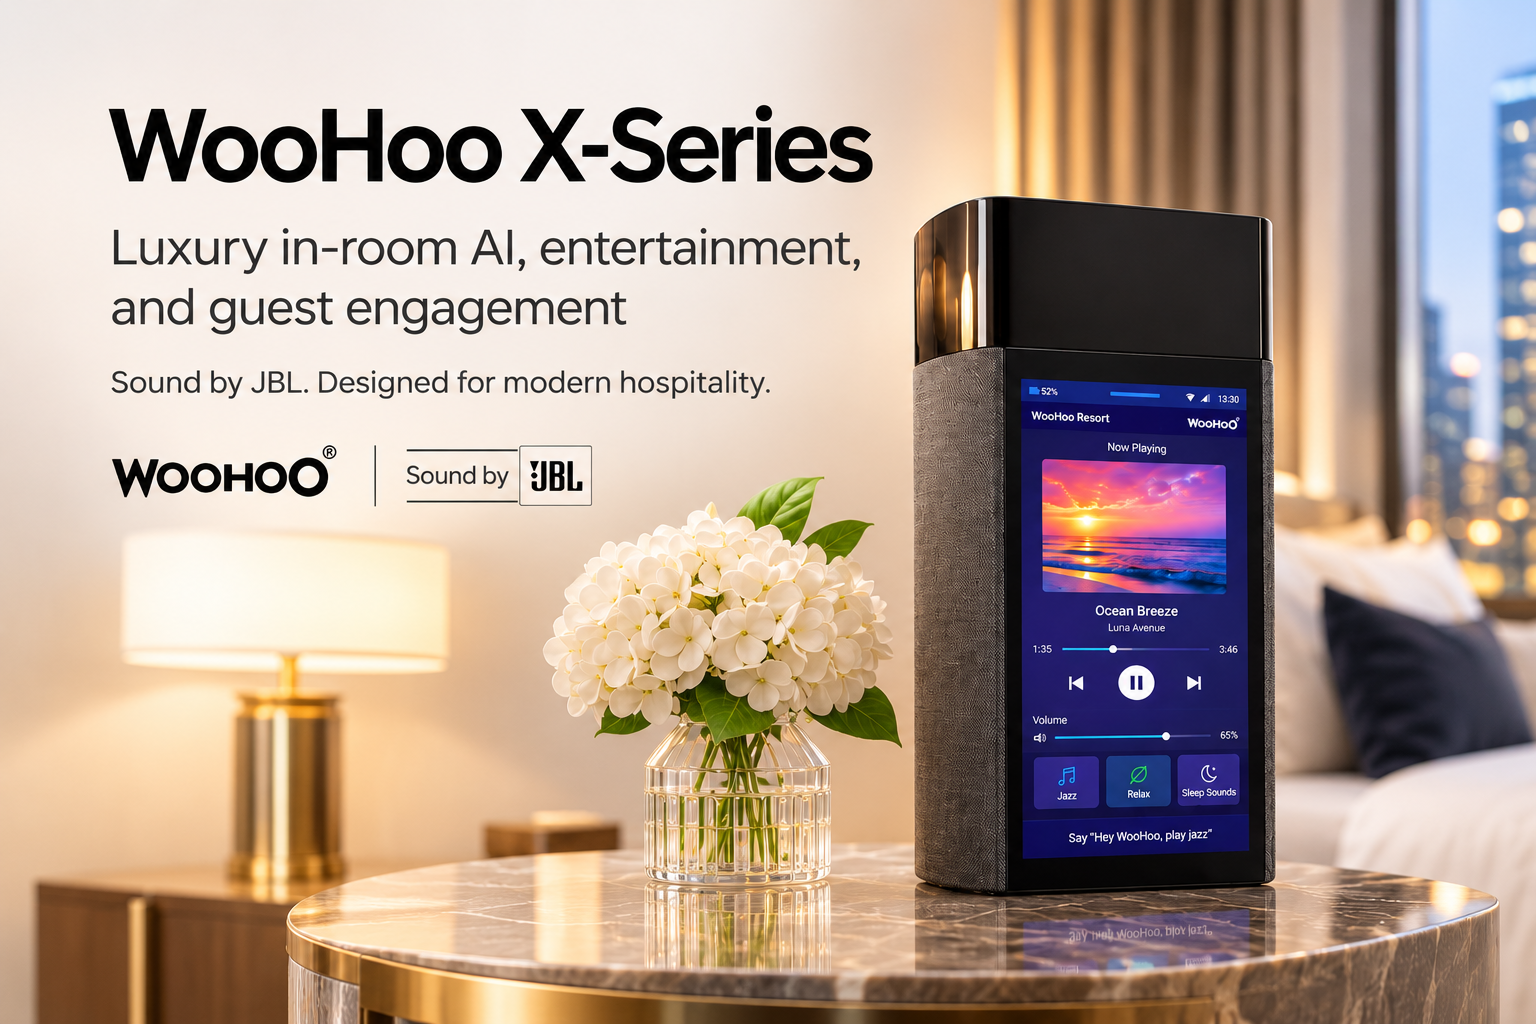 WooHoo X-Series
Luxury in-room AI, entertainment,
and guest engagement
Sound by JBL. Designed for modern hospitality.
WOOHOO®
Sound by JBL
52%
13:30
WooHoo Resort
WOOHOO®
Now Playing
Ocean Breeze
Luna Avenue
1:35
3:46
Volume
65%
Jazz
Relax
Sleep Sounds
Say "Hey WooHoo, play jazz"